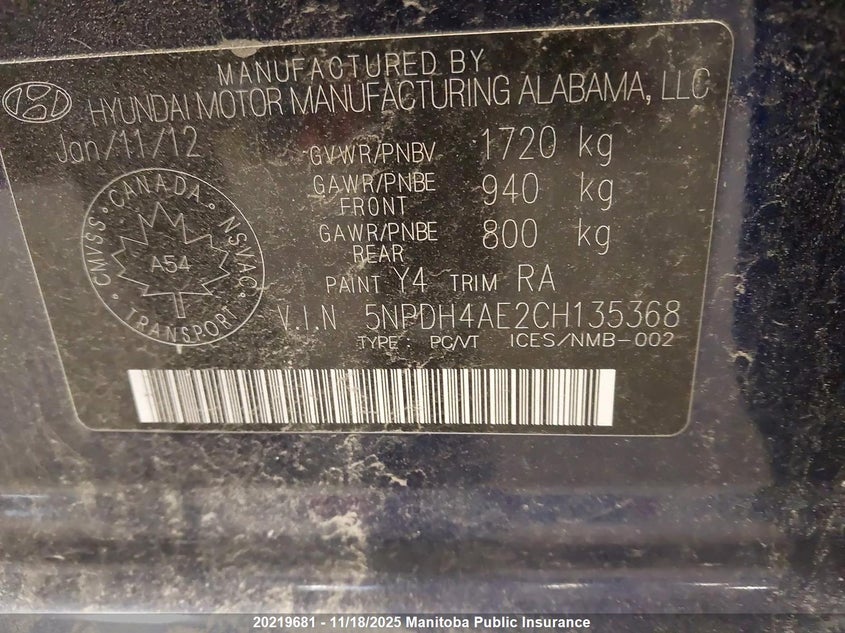 MANUFACTURED BY
HYUNDAI MOTOR MANUFACTURING ALABAMA, LLC
Jan/11/12
GVWR/PNBV 1720 kg
GAWR/PNBE FRONT 940 kg
GAWR/PNBE REAR 800 kg
PAINT Y4 TRIM RA
V.I.N 5NPDH4AE2CH135368
TYPE: PC/VT ICES/NMB-002
CANADA
CMVSS · NSVAC
A54
TRANSPORT
20219681 - 11/18/2025 Manitoba Public Insurance